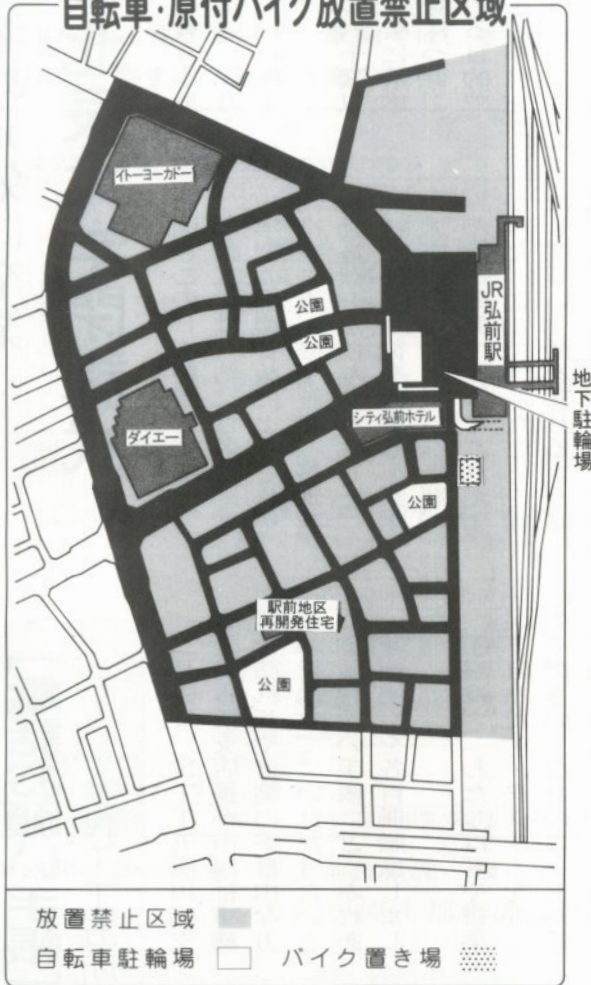 自転車・原付バイク放置禁止区域
イトーヨーカドー
公園
公園
JR弘前駅
地下駐輪場
シティ弘前ホテル
ダイエー
公園
駅前地区
再開発住宅
公園
放置禁止区域
自転車駐輪場 バイク置き場